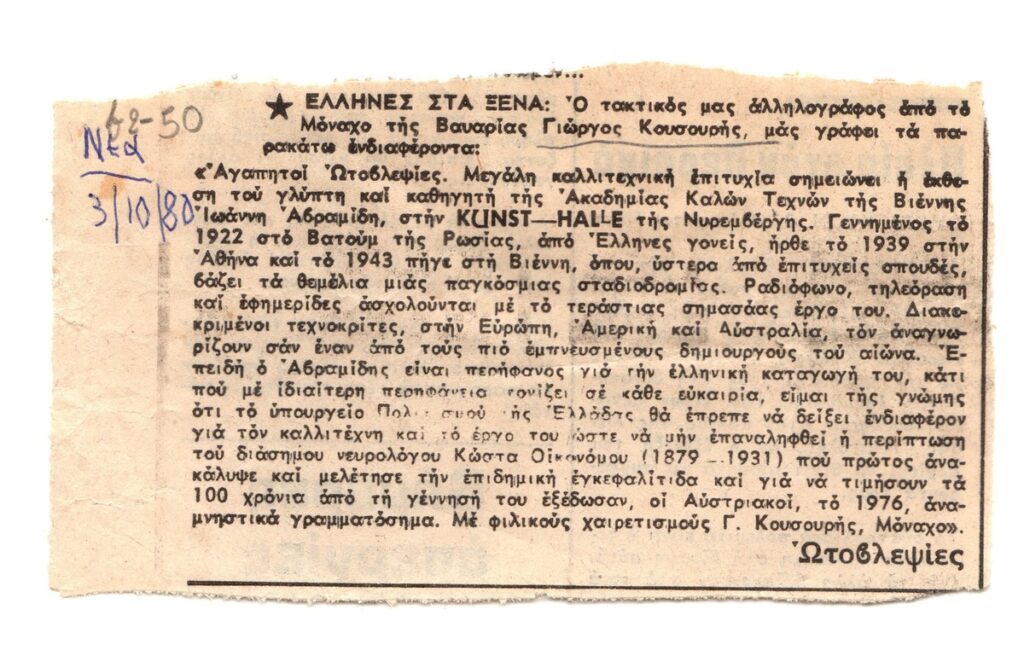 ★ ΕΛΛΗΝΕΣ ΣΤΑ ΞΕΝΑ: Ὁ τακτικός μας ἀλληλογράφος ἀπό τό
Μόναχο τῆς Βαυαρίας Γιῶργος Κουσουρής, μᾶς γράφει τά πα-
ρακάτω ἐνδιαφέροντα:
62-50
Νέα
3/10/80
«Ἀγαπητοί Ὠτοβλεψίες. Μεγάλη καλλιτεχνική ἐπιτυχία σημειώνει ἡ ἔκθε-
ση τοῦ γλύπτη καί καθηγητή τῆς Ἀκαδημίας Καλῶν Τεχνῶν τῆς Βιέννης
Ἰωάννη Ἀβραμίδη, στήν KUNST—HALLE τῆς Νυρεμβέργης. Γεννημένος τό
1922 στό Βατούμ τῆς Ρωσίας, ἀπό Ἕλληνες γονεῖς, ἦρθε τό 1939 στήν
Ἀθήνα καί τό 1943 πῆγε στή Βιέννη, ὅπου, ὕστερα ἀπό ἐπιτυχεῖς σπουδές,
βάζει τά θεμέλια μιᾶς παγκόσμιας σταδιοδρομίας. Ραδιόφωνο, τηλεόραση
καί ἐφημερίδες ἀσχολοῦνται μέ τό τεράστιας σημασάας ἔργο του. Διακε-
κριμένοι τεχνοκρίτες, στήν Εὐρώπη, Ἀμερική καί Αὐστραλία, τόν ἀναγνω-
ρίζουν σάν ἕναν ἀπό τούς πιό ἐμπνευσμένους δημιουργούς τοῦ αἰώνα. Ἐ-
πειδή ὁ Ἀβραμίδης εἶναι περήφανος γιά τήν ἑλληνική καταγωγή του, κάτι
πού μέ ἰδιαίτερη περηφάνεια τονίζει σέ κάθε εὐκαιρία, εἶμαι τῆς γνώμης
ὅτι τό ὑπουργεῖο Πολιτισμοῦ τῆς Ἑλλάδας θά ἔπρεπε νά δείξει ἐνδιαφέρον
γιά τόν καλλιτέχνη καί τό ἔργο του ὥστε νά μήν ἐπαναληφθεῖ ἡ περίπτωση
τοῦ διάσημου νευρολόγου Κώστα Οἰκονόμου (1879 — 1931) πού πρῶτος ἀνα-
κάλυψε καί μελέτησε τήν ἐπιδημική ἐγκεφαλίτιδα καί γιά νά τιμήσουν τά
100 χρόνια ἀπό τή γέννησή του ἐξέδωσαν, οἱ Αὐστριακοί, τό 1976, ἀνα-
μνηστικά γραμματόσημα. Μέ φιλικούς χαιρετισμούς Γ. Κουσουρής, Μόναχο».
Ὠτοβλεψίες